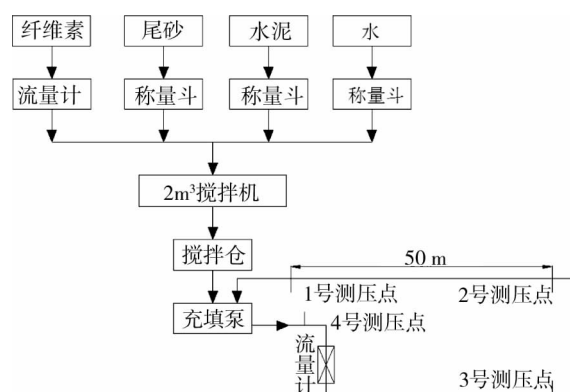 纤维素 尾砂 水泥 水
流量计 称量斗 称量斗 称量斗
2m³搅拌机
搅拌仓
50 m
1号测压点 2号测压点
充填泵
4号测压点
流量计
3号测压点